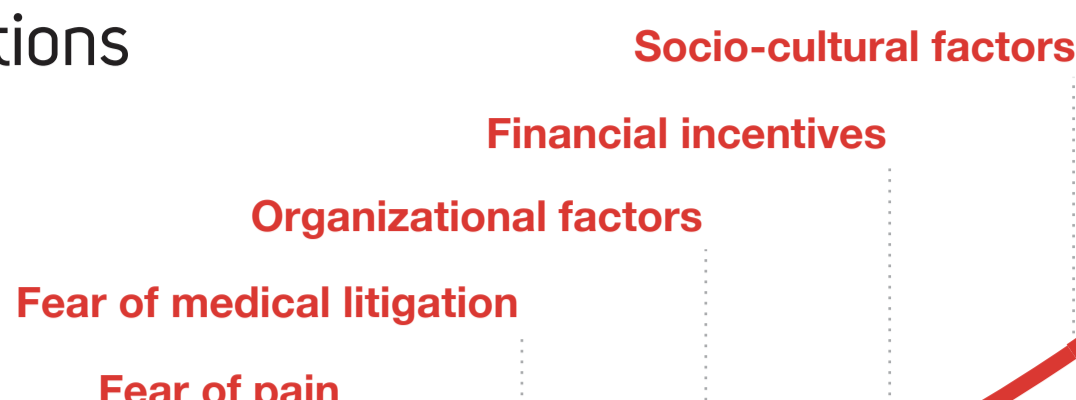 tions
Socio-cultural factors
Financial incentives
Organizational factors
Fear of medical litigation
Fear of pain